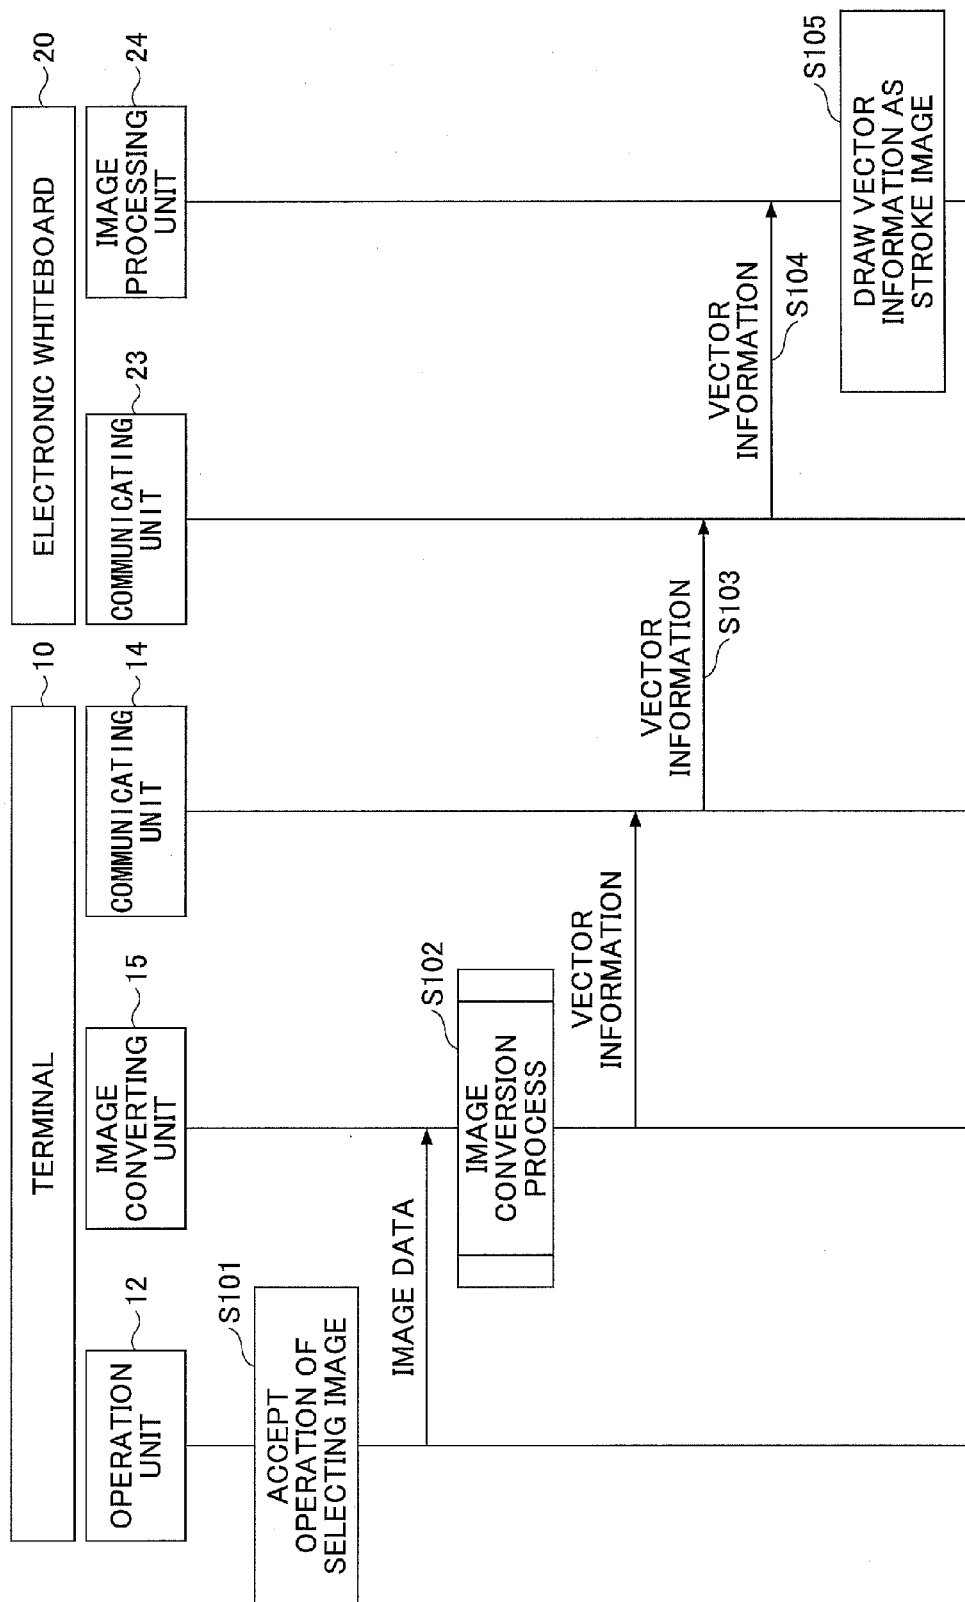 TERMINAL
10
ELECTRONIC WHITEBOARD
20
OPERATION
UNIT
12
IMAGE
CONVERTING
UNIT
15
COMMUNICATING
UNIT
14
COMMUNICATING
UNIT
23
IMAGE
PROCESSING
UNIT
24
S101
ACCEPT
OPERATION OF
SELECTING IMAGE
IMAGE DATA
S102
IMAGE
CONVERSION
PROCESS
VECTOR
INFORMATION
VECTOR
INFORMATION
S103
VECTOR
INFORMATION
S104
S105
DRAW VECTOR
INFORMATION AS
STROKE IMAGE